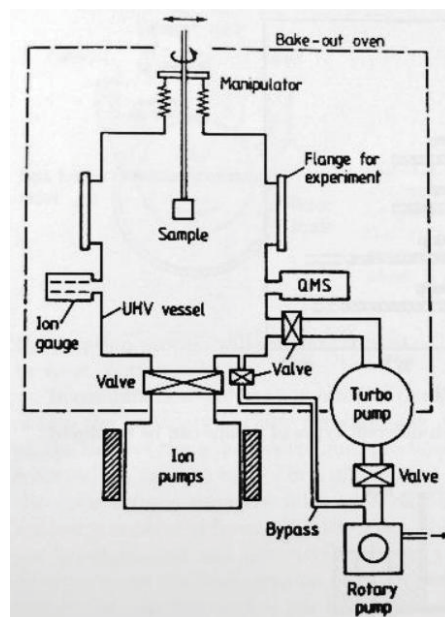 Bake-out oven
Manipulator
Flange for
experiment
Sample
QMS
Ion
gauge
UHV vessel
Valve
Valve
Turbo
pump
Ion
pumps
Valve
Bypass
Rotary
pump